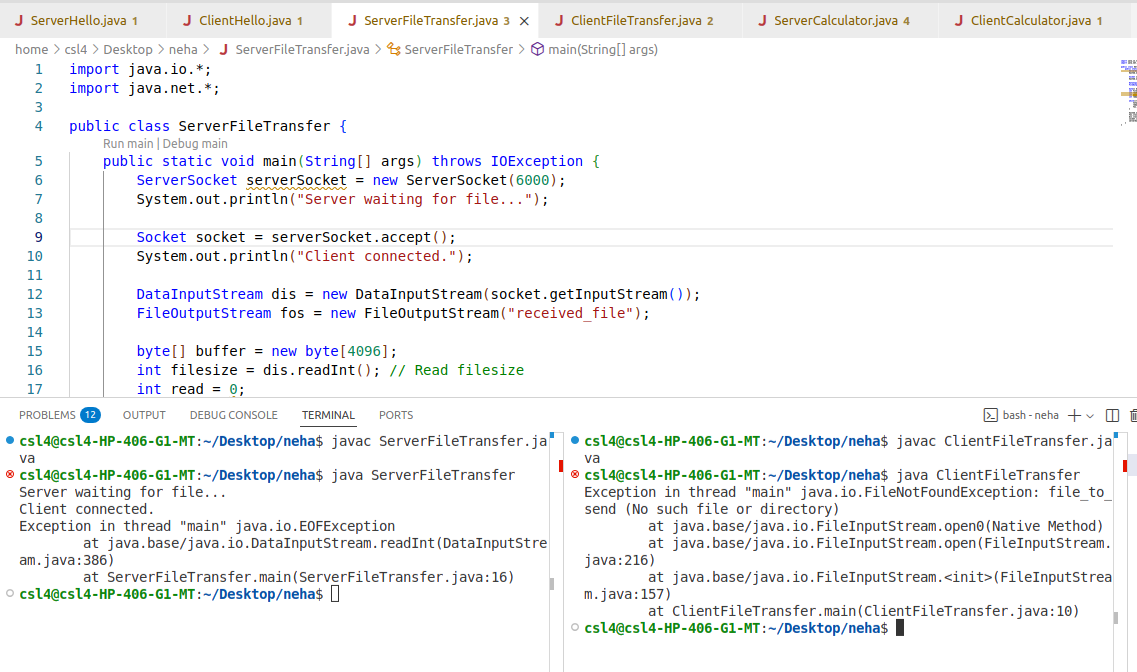 J ServerHello.java 1 J ClientHello.java 1 J ServerFileTransfer.java 3 × J ClientFileTransfer.java 2 J ServerCalculator.java 4 J ClientCalculator.java 1
home > csl4 > Desktop > neha > J ServerFileTransfer.java > ServerFileTransfer > main(String[] args)
1 import java.io.*;
2 import java.net.*;
3
4 public class ServerFileTransfer {
Run main | Debug main
5 public static void main(String[] args) throws IOException {
6 ServerSocket serverSocket = new ServerSocket(6000);
7 System.out.println("Server waiting for file...");
8
9 Socket socket = serverSocket.accept();
10 System.out.println("Client connected.");
11
12 DataInputStream dis = new DataInputStream(socket.getInputStream());
13 FileOutputStream fos = new FileOutputStream("received_file");
14
15 byte[] buffer = new byte[4096];
16 int filesize = dis.readInt(); // Read filesize
17 int read = 0;
PROBLEMS 12 OUTPUT DEBUG CONSOLE TERMINAL PORTS bash - neha
csl4@csl4-HP-406-G1-MT:~/Desktop/neha$ javac ServerFileTransfer.ja
va
csl4@csl4-HP-406-G1-MT:~/Desktop/neha$ java ServerFileTransfer
Server waiting for file...
Client connected.
Exception in thread "main" java.io.EOFException
at java.base/java.io.DataInputStream.readInt(DataInputStre
am.java:386)
at ServerFileTransfer.main(ServerFileTransfer.java:16)
csl4@csl4-HP-406-G1-MT:~/Desktop/neha$
csl4@csl4-HP-406-G1-MT:~/Desktop/neha$ javac ClientFileTransfer.ja
va
csl4@csl4-HP-406-G1-MT:~/Desktop/neha$ java ClientFileTransfer
Exception in thread "main" java.io.FileNotFoundException: file_to_
send (No such file or directory)
at java.base/java.io.FileInputStream.open0(Native Method)
at java.base/java.io.FileInputStream.open(FileInputStream.
java:216)
at java.base/java.io.FileInputStream.<init>(FileInputStrea
m.java:157)
at ClientFileTransfer.main(ClientFileTransfer.java:10)
csl4@csl4-HP-406-G1-MT:~/Desktop/neha$